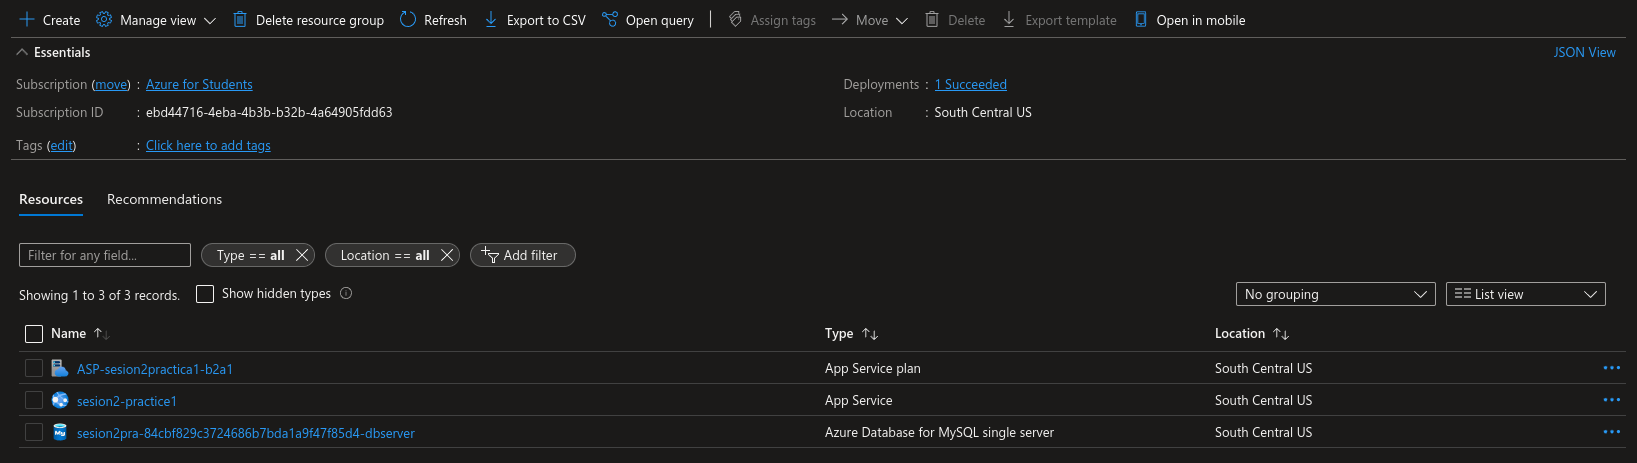 Create Manage view Delete resource group Refresh Export to CSV Open query Assign tags Move Delete Export template Open in mobile
Essentials JSON View
Subscription (move) : Azure for Students Deployments : 1 Succeeded
Subscription ID : ebd44716-4eba-4b3b-b32b-4a64905fdd63 Location : South Central US
Tags (edit) : Click here to add tags
Resources Recommendations
Filter for any field... Type == all Location == all Add filter
Showing 1 to 3 of 3 records. Show hidden types No grouping List view
Name Type Location
ASP-sesion2practica1-b2a1 App Service plan South Central US
sesion2-practice1 App Service South Central US
My sesion2pra-84cbf829c3724686b7bda1a9f47f85d4-dbserver Azure Database for MySQL single server South Central US